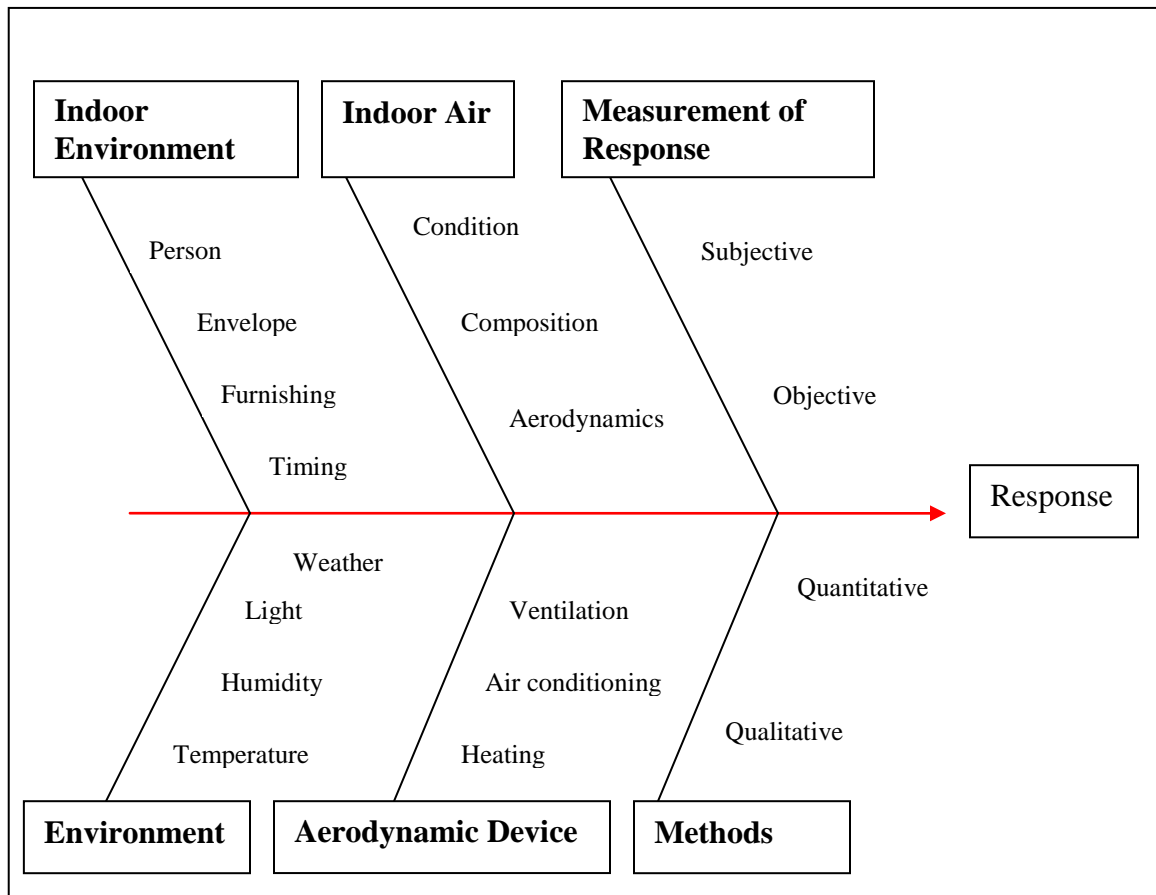 Indoor
Environment
Indoor Air
Measurement of
Response
Condition
Person
Subjective
Envelope
Composition
Furnishing
Aerodynamics
Objective
Timing
Response
Weather
Quantitative
Light
Ventilation
Humidity
Air conditioning
Qualitative
Temperature
Heating
Environment
Aerodynamic Device
Methods